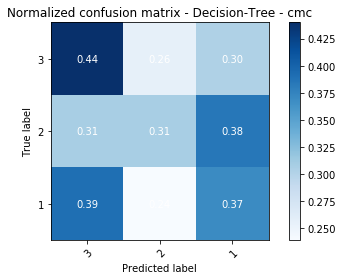 Normalized confusion matrix - Decision-Tree - cmc
3 0.44 0.26 0.30
2 0.31 0.31 0.38
1 0.39 0.37
3 2 1
True label
Predicted label
0.425
0.400
0.375
0.350
0.325
0.300
0.275
0.250